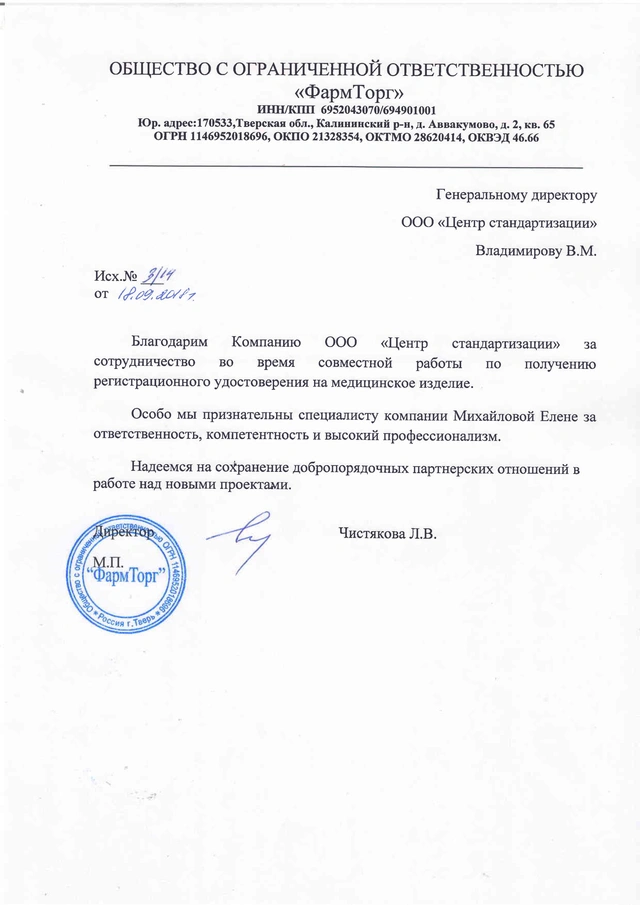 ОБЩЕСТВО С ОГРАНИЧЕННОЙ ОТВЕТСТВЕННОСТЬЮ
«ФармТорг»
ИНН/КПП 6952043070/694901001
Юр. адрес:170533,Тверская обл., Калининский р-н, д. Аввакумово, д. 2, кв. 65
ОГРН 1146952018696, ОКПО 21328354, ОКТМО 28620414, ОКВЭД 46.66
Генеральному директору
ООО «Центр стандартизации»
Владимирову В.М.
Исх.№ 3/14
от 18.09.2018г.
Благодарим Компанию ООО «Центр стандартизации» за
сотрудничество во время совместной работы по получению
регистрационного удостоверения на медицинское изделие.
Особо мы признательны специалисту компании Михайловой Елене за
ответственность, компетентность и высокий профессионализм.
Надеемся на сохранение добропорядочных партнерских отношений в
работе над новыми проектами.
Директор
Чистякова Л.В.
М.П.
"ФармТорг"
Общество с ограниченной ответственностью ОГРН 1146952018696
* Россия г.Тверь *